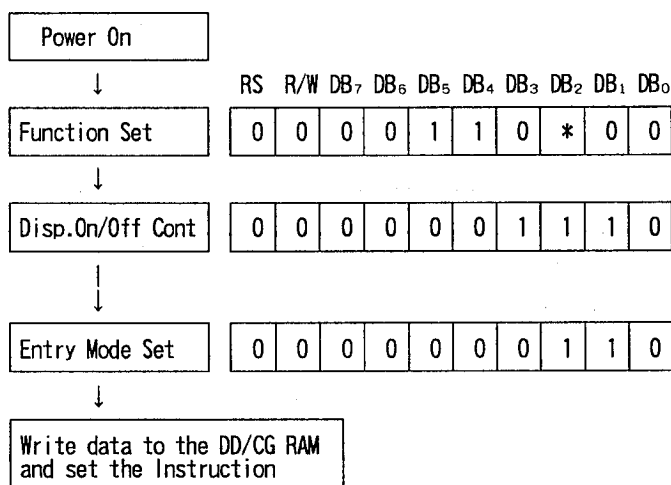 Power On
↓
RS R/W DB₇ DB₆ DB₅ DB₄ DB₃ DB₂ DB₁ DB₀
Function Set 0 0 0 0 1 1 0 * 0 0
↓
Disp.On/Off Cont 0 0 0 0 0 0 1 1 1 0
↓
Entry Mode Set 0 0 0 0 0 0 0 1 1 0
↓
Write data to the DD/CG RAM
and set the Instruction